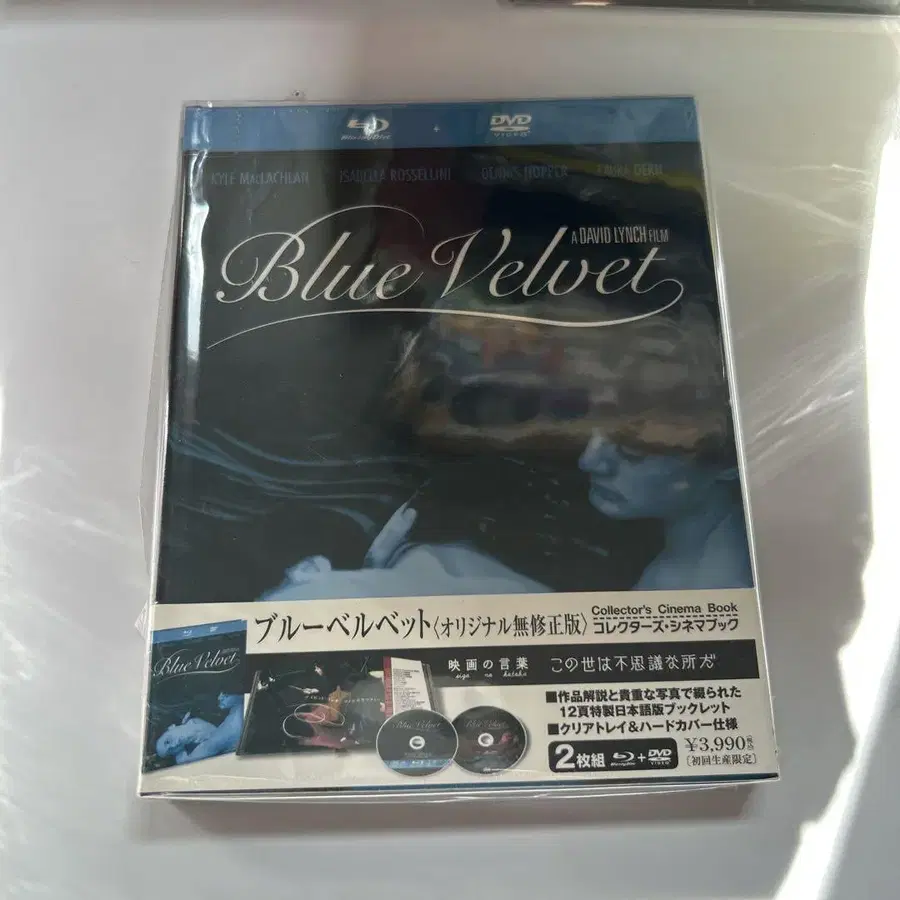 Blu-ray Disc + DVD VIDEO
KYLE MACLACHLAN ISABELLA ROSSELLINI DENNIS HOPPER LAURA DERN
A DAVID LYNCH FILM
Blue Velvet
ブルーベルベット〈オリジナル無修正版〉
Collector's Cinema Book
コレクターズ・シネマブック
Blue Velvet
映画の言葉
この世は不思議な所だ
■作品解説と貴重な写真で綴られた
12頁特製日本語版ブックレット
■クリアトレイ&ハードカバー仕様
Blue Velvet
2枚組 Blu-ray Disc + DVD VIDEO ¥3,990
[初回生産限定]